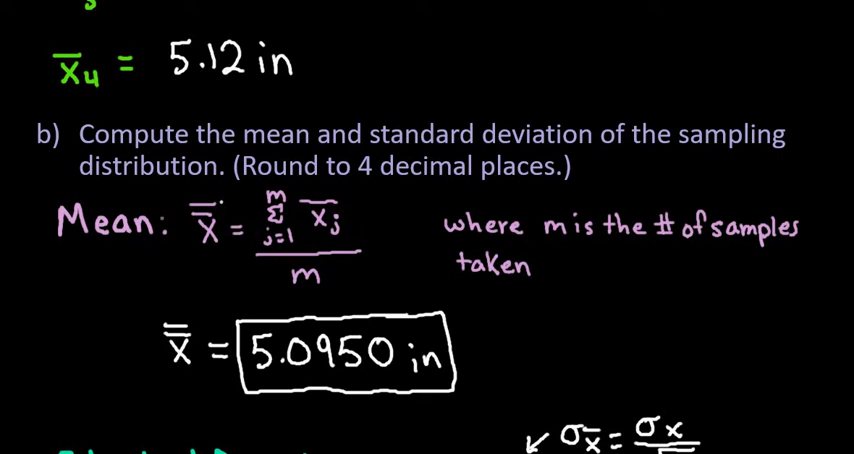 x̄₄ = 5.12 in
b) Compute the mean and standard deviation of the sampling
distribution. (Round to 4 decimal places.)
Mean: x̿ = Σ_{j=1}^{m} x̄ⱼ / m where m is the # of samples
taken
x̿ = 5.0950 in
↙ σx̄ = σx